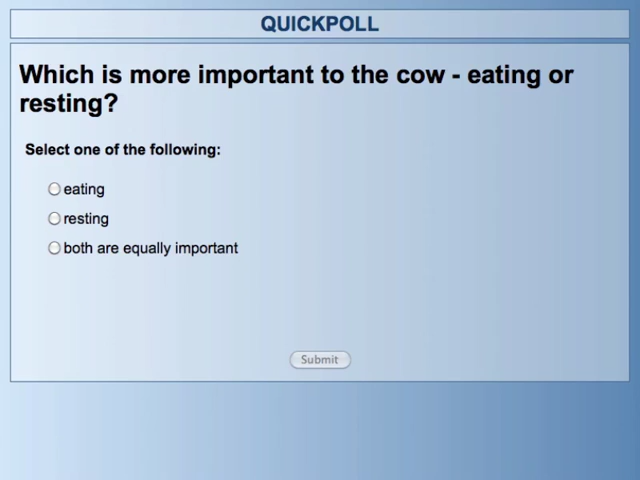 QUICKPOLL
Which is more important to the cow - eating or
resting?
Select one of the following:
eating
resting
both are equally important
Submit